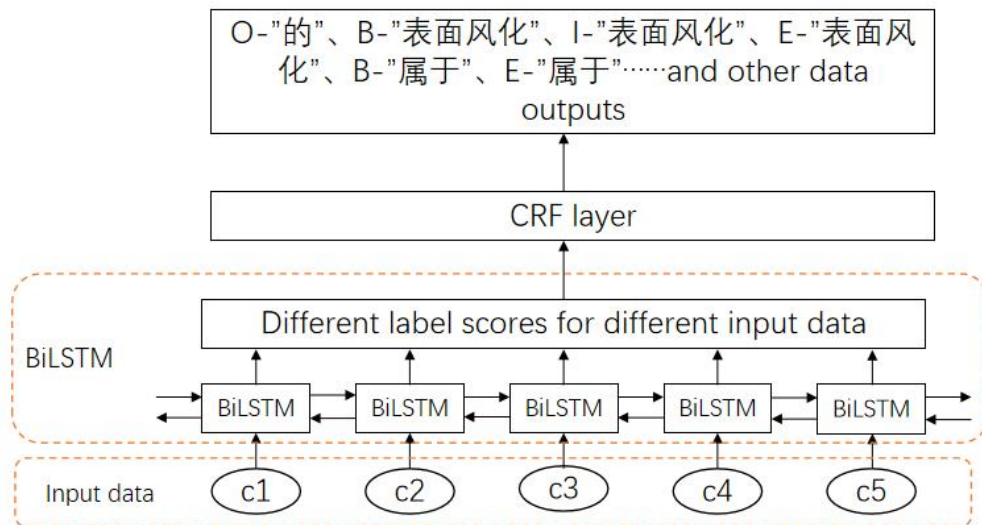 O-”的”、B-”表面风化”、I-”表面风化”、E-”表面风
化”、B-”属于”、E-”属于”……and other data
outputs
CRF layer
Different label scores for different input data
BiLSTM
BiLSTM BiLSTM BiLSTM BiLSTM BiLSTM
Input data c1 c2 c3 c4 c5